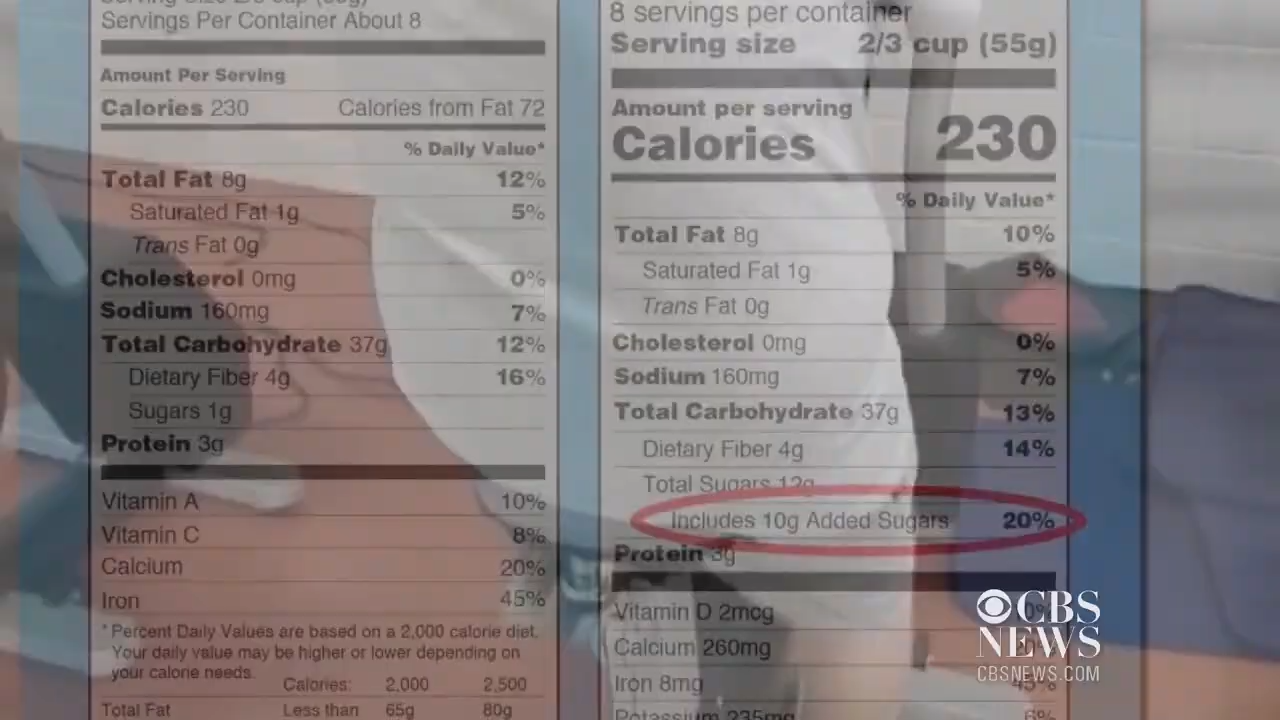 Servings Per Container About 8
Amount Per Serving
Calories 230 Calories from Fat 72
% Daily Value*
Total Fat 8g 12%
Saturated Fat 1g 5%
Trans Fat 0g
Cholesterol 0mg 0%
Sodium 160mg 7%
Total Carbohydrate 37g 12%
Dietary Fiber 4g 16%
Sugars 1g
Protein 3g
Vitamin A 10%
Vitamin C 8%
Calcium 20%
Iron 45%
* Percent Daily Values are based on a 2,000 calorie diet.
Your daily value may be higher or lower depending on
your calorie needs.
Calories: 2,000 2,500
Total Fat Less than 65g 80g
8 servings per container
Serving size 2/3 cup (55g)
Amount per serving
Calories 230
% Daily Value*
Total Fat 8g 10%
Saturated Fat 1g 5%
Trans Fat 0g
Cholesterol 0mg 0%
Sodium 160mg 7%
Total Carbohydrate 37g 13%
Dietary Fiber 4g 14%
Total Sugars 12g
Includes 10g Added Sugars 20%
Protein 3g
Vitamin D 2mcg
Calcium 260mg
Iron 8mg 45%
Potassium 235mg 6%
CBS
NEWS
CBSNEWS.COM